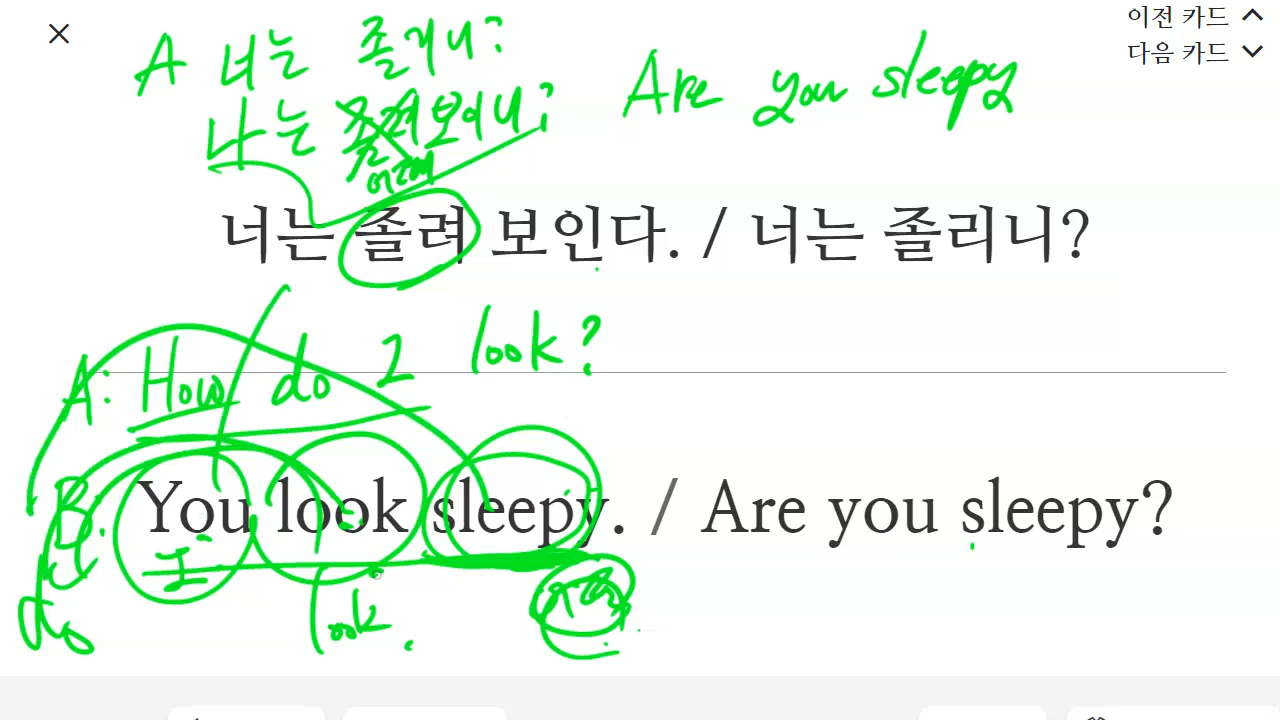 이전 카드
다음 카드
A 너는 졸리니?
Are you sleepy
나는 졸려보이니?
어때
너는 졸려 보인다. / 너는 졸리니?
A: How do I look?
B: You look sleepy. / Are you sleepy?
I
do look